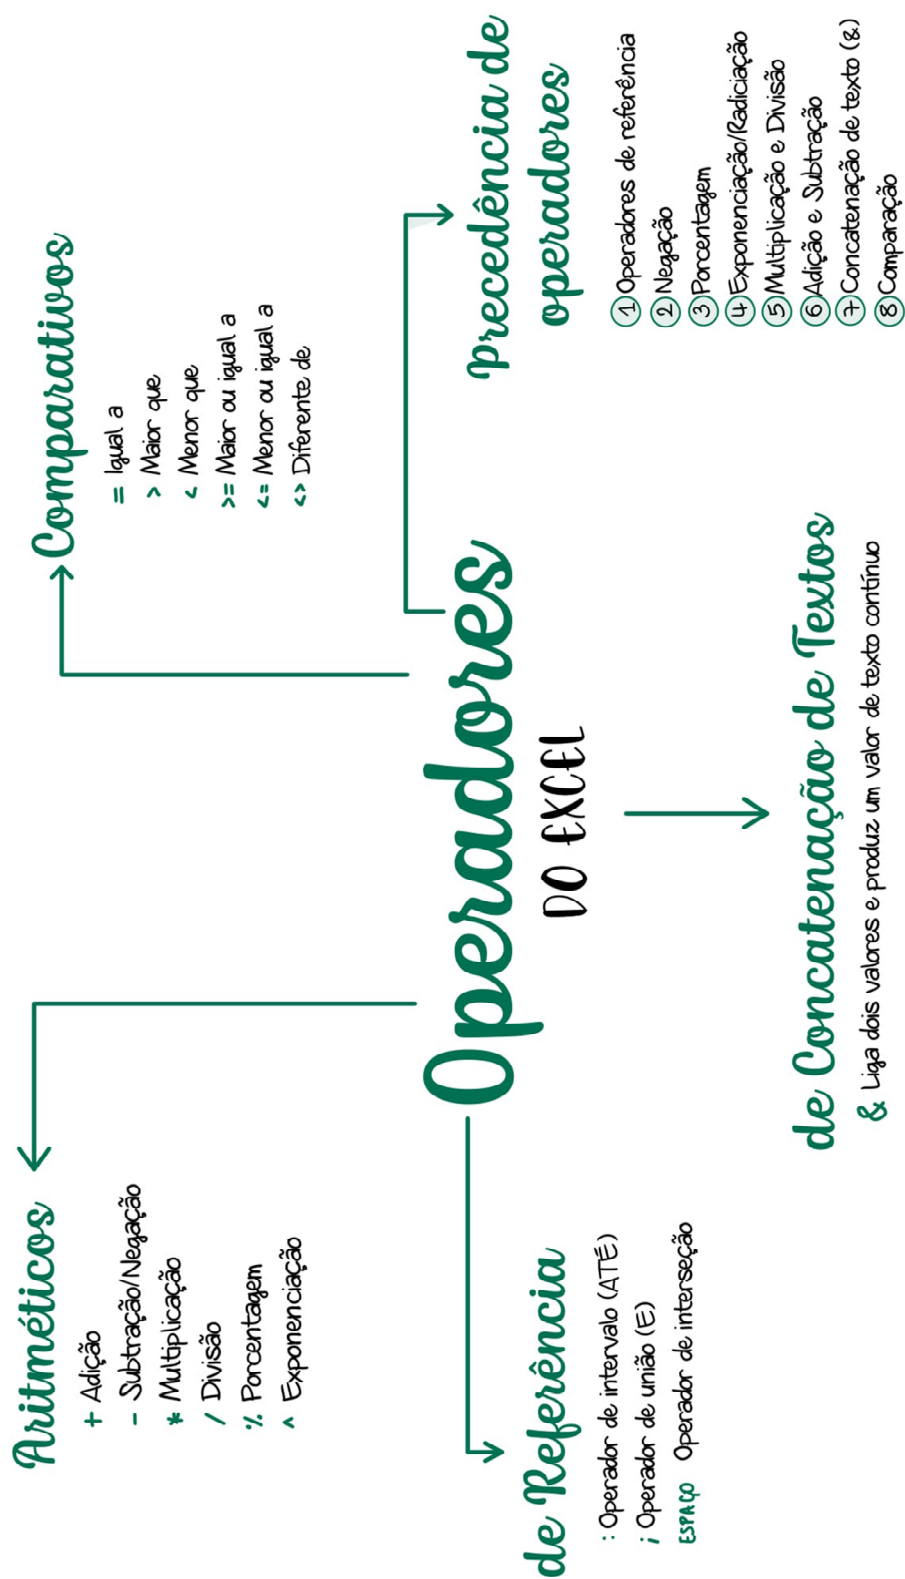 Aritméticos
+ Adição
- Subtração/Negação
* Multiplicação
/ Divisão
% Porcentagem
^ Exponenciação
Comparativos
= Igual a
> Maior que
< Menor que
>= Maior ou igual a
<= Menor ou igual a
<> Diferente de
Operadores
DO EXCEL
de Referência
: Operador de intervalo (ATÉ)
; Operador de união (E)
ESPAÇO Operador de interseção
Precedência de
operadores
1 Operadores de referência
2 Negação
3 Porcentagem
4 Exponenciação/Radiciação
5 Multiplicação e Divisão
6 Adição e Subtração
7 Concatenação de texto (&)
8 Comparação
de Concatenação de Textos
& Liga dois valores e produz um valor de texto contínuo